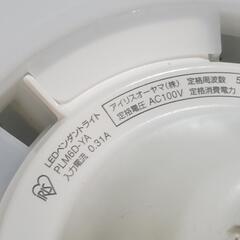 LEDペンダントライト
PLM6D-YA
入力電流 0.31A
IRIS
アイリスオーヤマ(株)
定格電圧 AC100V
定格周波数 5
定格消費電力